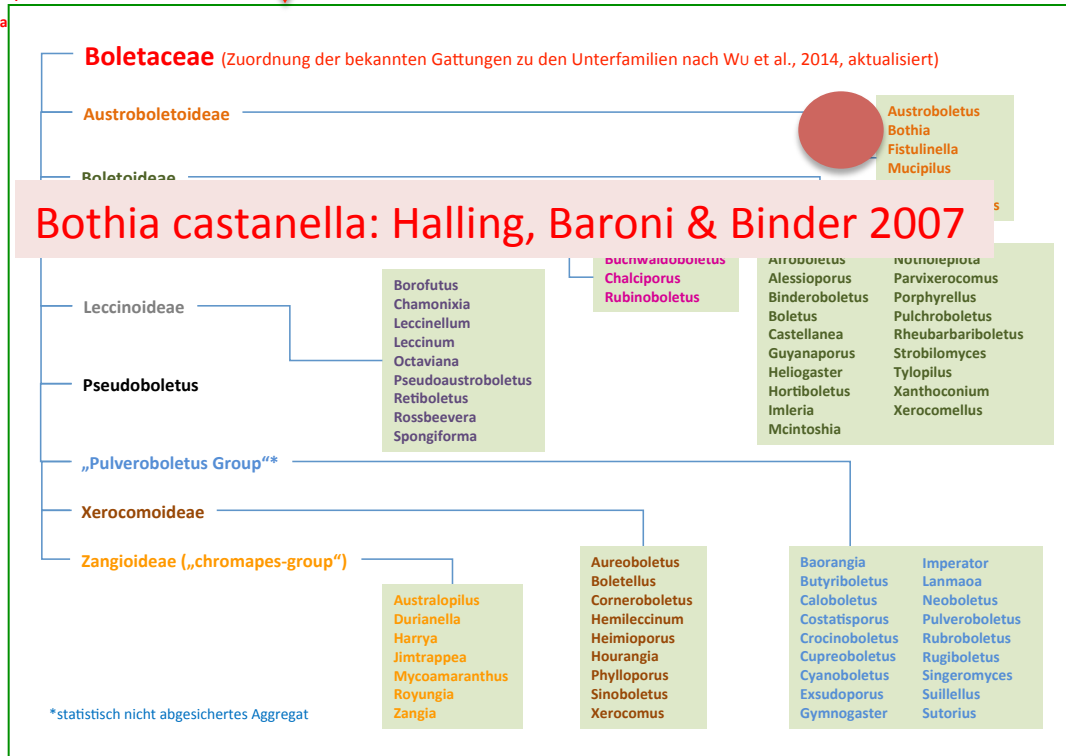 a
Boletaceae (Zuordnung der bekannten Gattungen zu den Unterfamilien nach Wu et al., 2014, aktualisiert)
Austroboletoideae
Austroboletus
Bothia
Fistulinella
Mucipilus
Boletoideae
Bothia castanella: Halling, Baroni & Binder 2007
Buchwaldoboletus
Chalciporus
Rubinoboletus
Afroboletus
Alessioporus
Binderoboletus
Boletus
Castellanea
Guyanaporus
Heliogaster
Hortiboletus
Imleria
Mcintoshia
Notholepiota
Parvixerocomus
Porphyrellus
Pulchroboletus
Rheubarbariboletus
Strobilomyces
Tylopilus
Xanthoconium
Xerocomellus
Leccinoideae
Borofutus
Chamonixia
Leccinellum
Leccinum
Octaviana
Pseudoaustroboletus
Retiboletus
Rossbeevera
Spongiforma
Pseudoboletus
„Pulveroboletus Group“*
Xerocomoideae
Zangioideae („chromapes-group“)
Australopilus
Durianella
Harrya
Jimtrappea
Mycoamaranthus
Royungia
Zangia
Aureoboletus
Boletellus
Corneroboletus
Hemileccinum
Heimioporus
Hourangia
Phylloporus
Sinoboletus
Xerocomus
Baorangia
Butyriboletus
Caloboletus
Costatisporus
Crocinoboletus
Cupreoboletus
Cyanoboletus
Exsudoporus
Gymnogaster
Imperator
Lanmaoa
Neoboletus
Pulveroboletus
Rubroboletus
Rugiboletus
Singeromyces
Suillellus
Sutorius
*statistisch nicht abgesichertes Aggregat